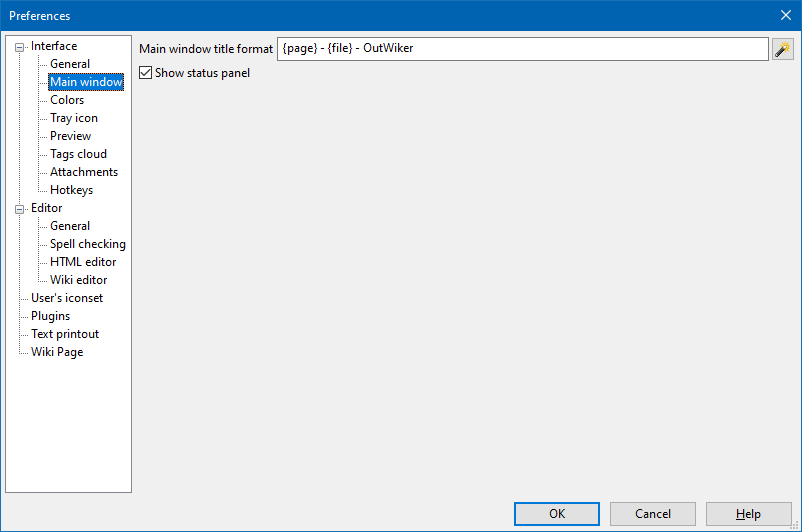 Preferences
Interface
General
Main window
Colors
Tray icon
Preview
Tags cloud
Attachments
Hotkeys
Editor
General
Spell checking
HTML editor
Wiki editor
User's iconset
Plugins
Text printout
Wiki Page
Main window title format {page} - {file} - OutWiker
Show status panel
OK Cancel Help